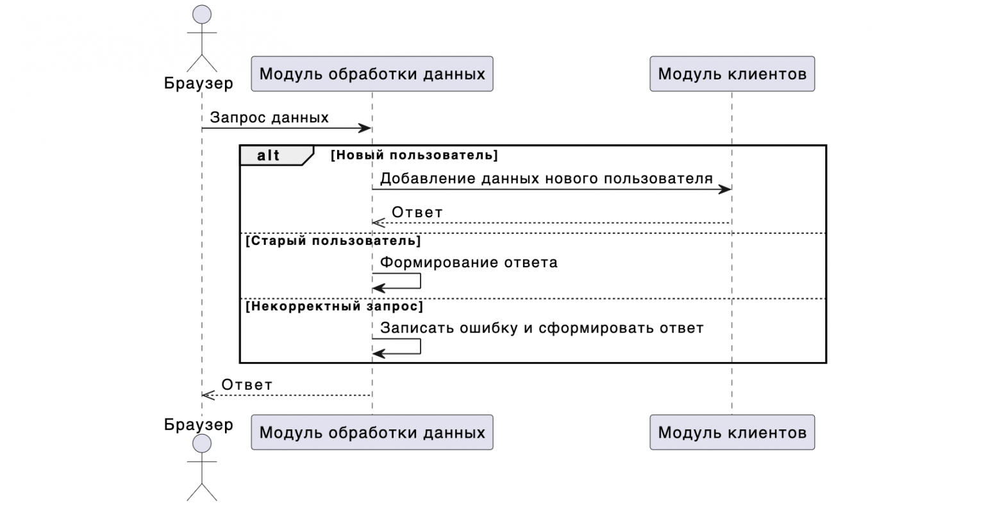 Браузер
Модуль обработки данных
Модуль клиентов
Запрос данных
alt
[Новый пользователь]
Добавление данных нового пользователя
Ответ
[Старый пользователь]
Формирование ответа
[Некорректный запрос]
Записать ошибку и сформировать ответ
Ответ
Браузер
Модуль обработки данных
Модуль клиентов